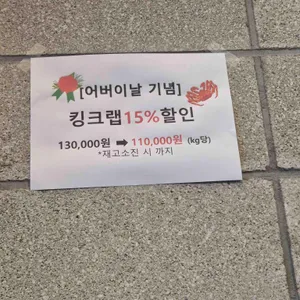 [어버이날 기념]
킹크랩15%할인
130,000원 ➡ 110,000원 (kg당)
*재고소진 시 까지